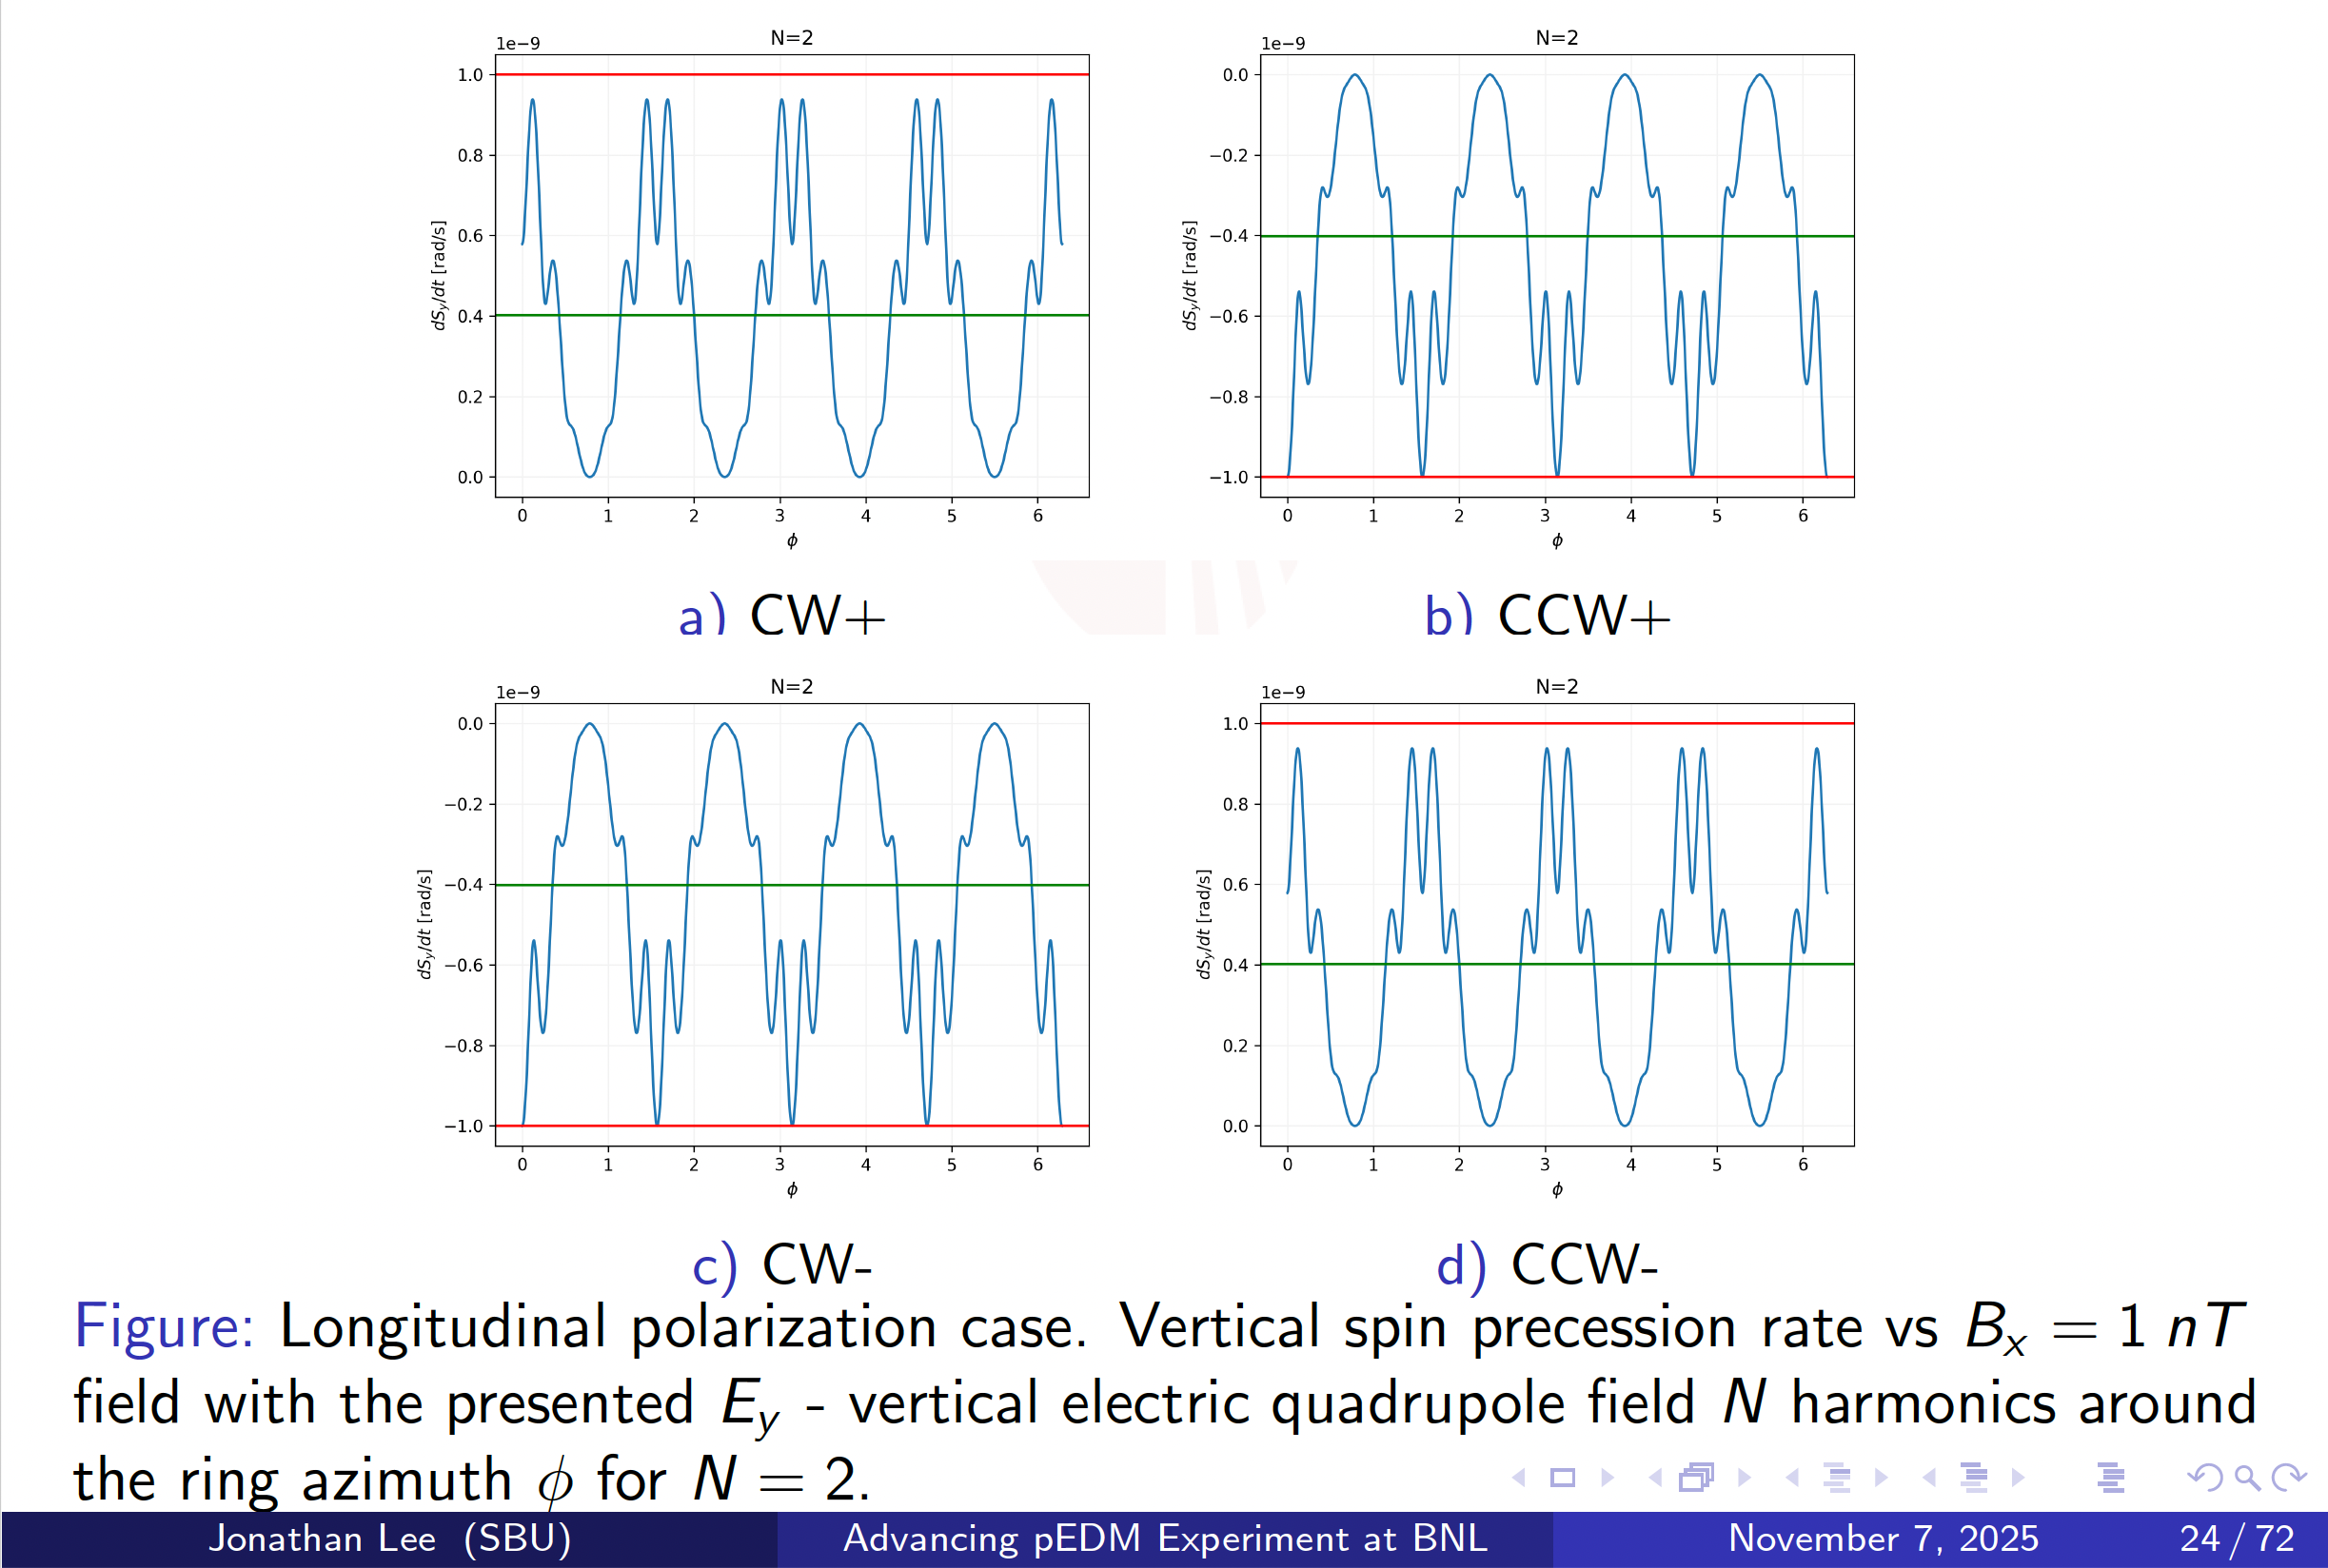 N=2
1e−9
1.0
0.8
0.6
0.4
0.2
0.0
dSy/dt [rad/s]
0 1 2 3 4 5 6
ϕ
a) CW+
N=2
1e−9
0.0
−0.2
−0.4
−0.6
−0.8
−1.0
dSy/dt [rad/s]
0 1 2 3 4 5 6
ϕ
b) CCW+
N=2
1e−9
0.0
−0.2
−0.4
−0.6
−0.8
−1.0
dSy/dt [rad/s]
0 1 2 3 4 5 6
ϕ
c) CW-
N=2
1e−9
1.0
0.8
0.6
0.4
0.2
0.0
dSy/dt [rad/s]
0 1 2 3 4 5 6
ϕ
d) CCW-
Figure: Longitudinal polarization case. Vertical spin precession rate vs Bx = 1 nT
field with the presented Ey - vertical electric quadrupole field N harmonics around
the ring azimuth ϕ for N = 2.
Jonathan Lee (SBU) Advancing pEDM Experiment at BNL November 7, 2025 24 / 72